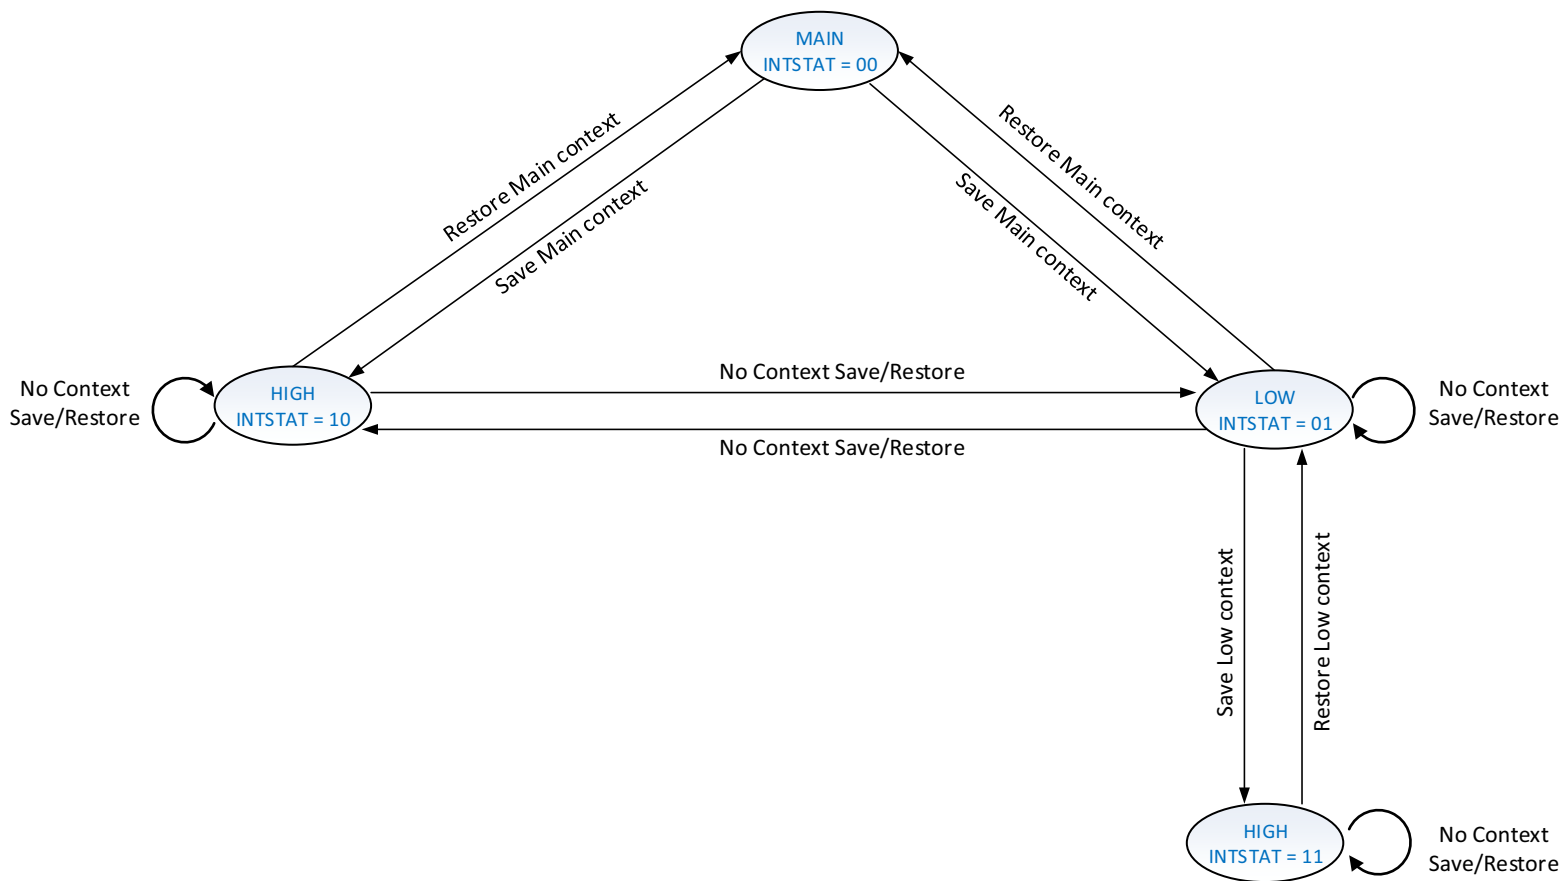 MAIN
INTSTAT = 00
Restore Main context
Save Main context
Restore Main context
Save Main context
No Context
Save/Restore
HIGH
INTSTAT = 10
No Context Save/Restore
No Context Save/Restore
LOW
INTSTAT = 01
No Context
Save/Restore
Save Low context
Restore Low context
HIGH
INTSTAT = 11
No Context
Save/Restore